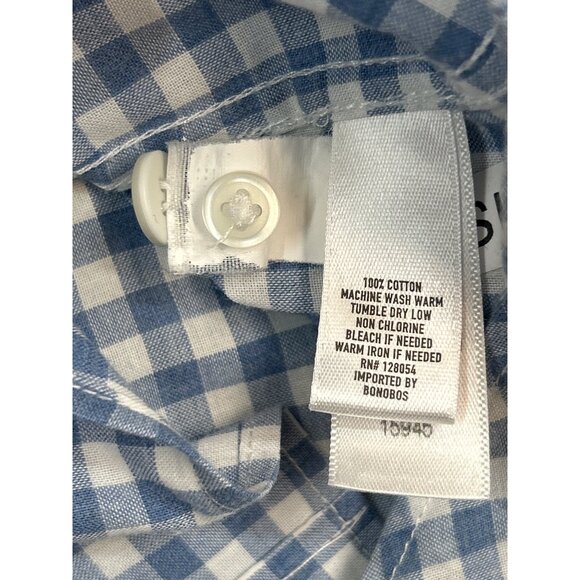 100% COTTON
MACHINE WASH WARM
TUMBLE DRY LOW
NON CHLORINE
BLEACH IF NEEDED
WARM IRON IF NEEDED
RN# 128054
IMPORTED BY
BONOBOS
15945